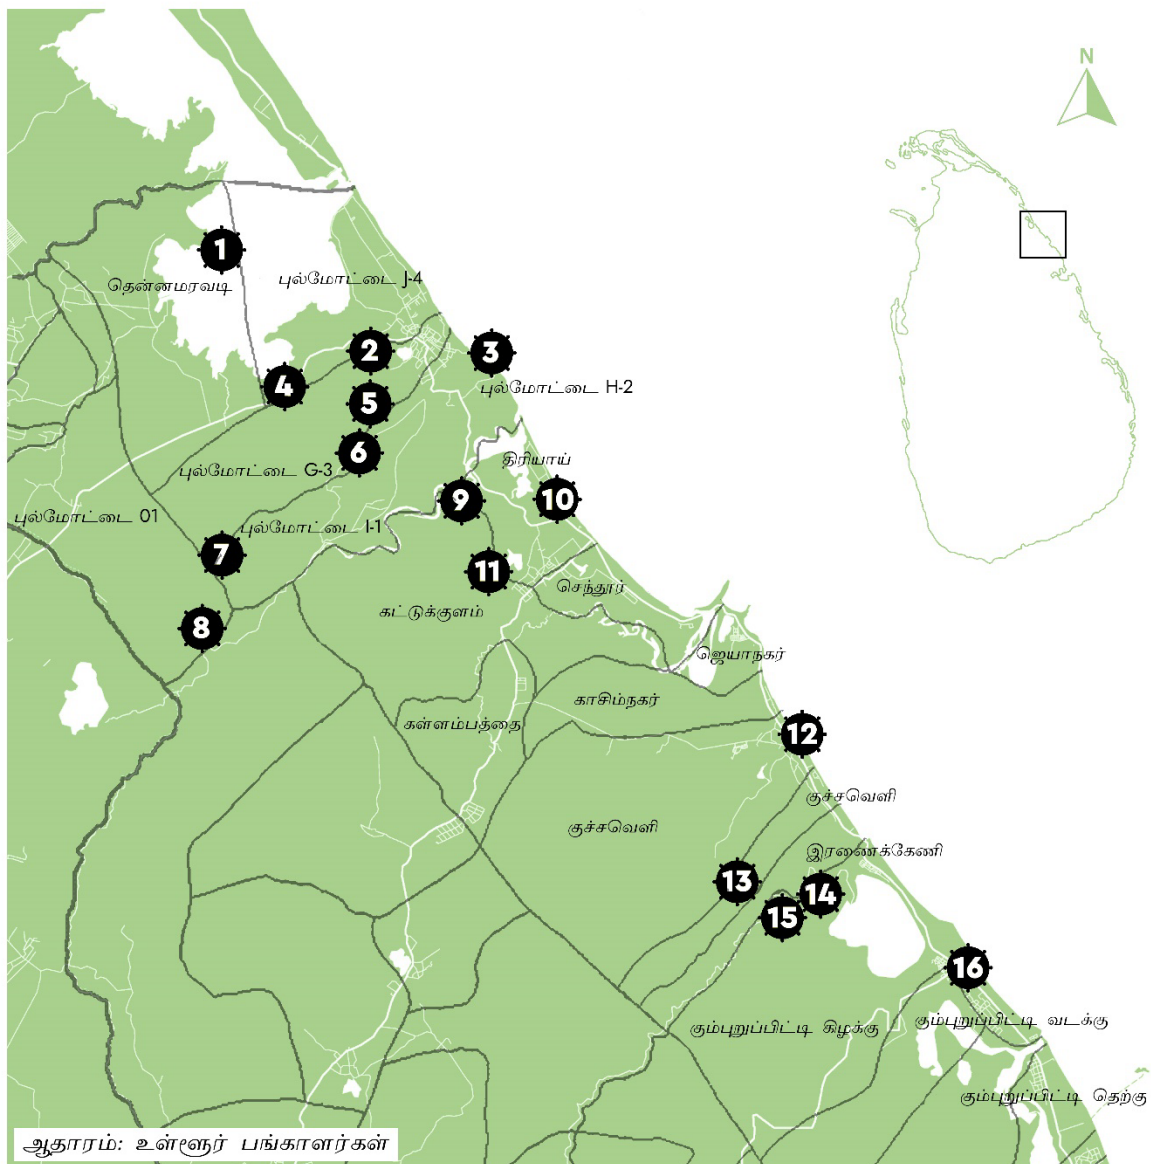 N
1
தென்னமரவடி
புல்மோட்டை J-4
2
3
புல்மோட்டை H-2
4
5
6
புல்மோட்டை G-3
திரியாய்
9
10
புல்மோட்டை 01
புல்மோட்டை I-1
7
11
செந்தூர்
கட்டுக்குளம்
8
ஜெயாநகர்
காசிம்நகர்
கள்ளம்பத்தை
12
குச்சவெளி
குச்சவெளி
இரணைக்கேணி
13
14
15
16
கும்புறுப்பிட்டி கிழக்கு
கும்புறுப்பிட்டி வடக்கு
கும்புறுப்பிட்டி தெற்கு
ஆதாரம்: உள்ளூர் பங்காளர்கள்